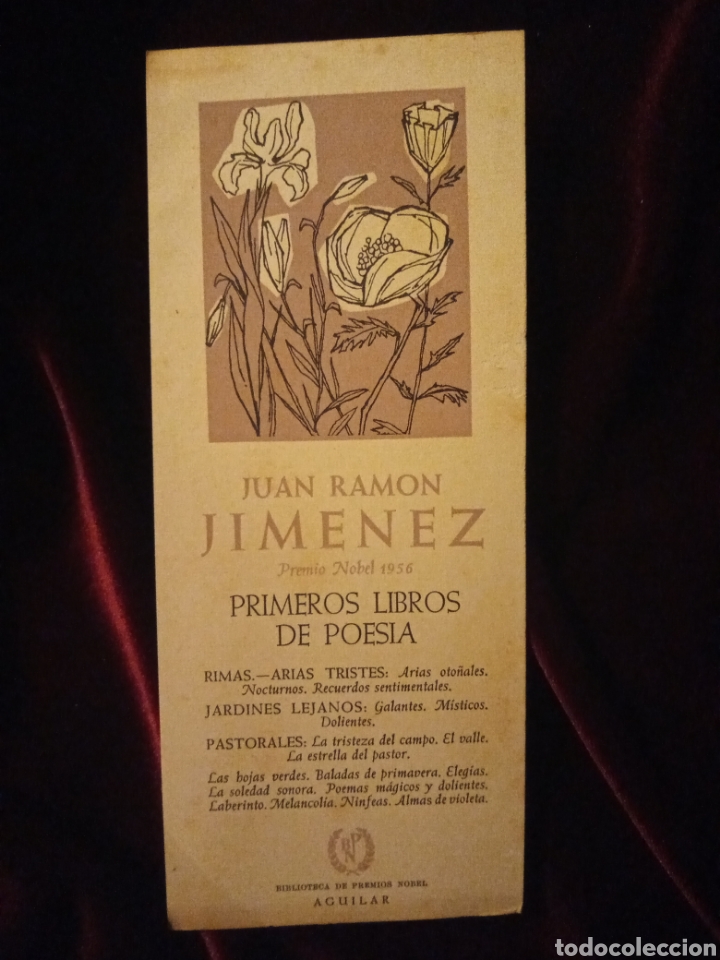 JUAN RAMON
JIMENEZ
Premio Nobel 1956
PRIMEROS LIBROS
DE POESIA
RIMAS.—ARIAS TRISTES: Arias otoñales.
Nocturnos. Recuerdos sentimentales.
JARDINES LEJANOS: Galantes. Misticos.
Dolientes.
PASTORALES: La tristeza del campo. El valle.
La estrella del pastor.
Las hojas verdes. Baladas de primavera. Elegías.
La soledad sonora. Poemas mágicos y dolientes.
Laberinto. Melancolía. Ninfeas. Almas de violeta.
BPN
BIBLIOTECA DE PREMIOS NOBEL
AGUILAR
todocoleccion